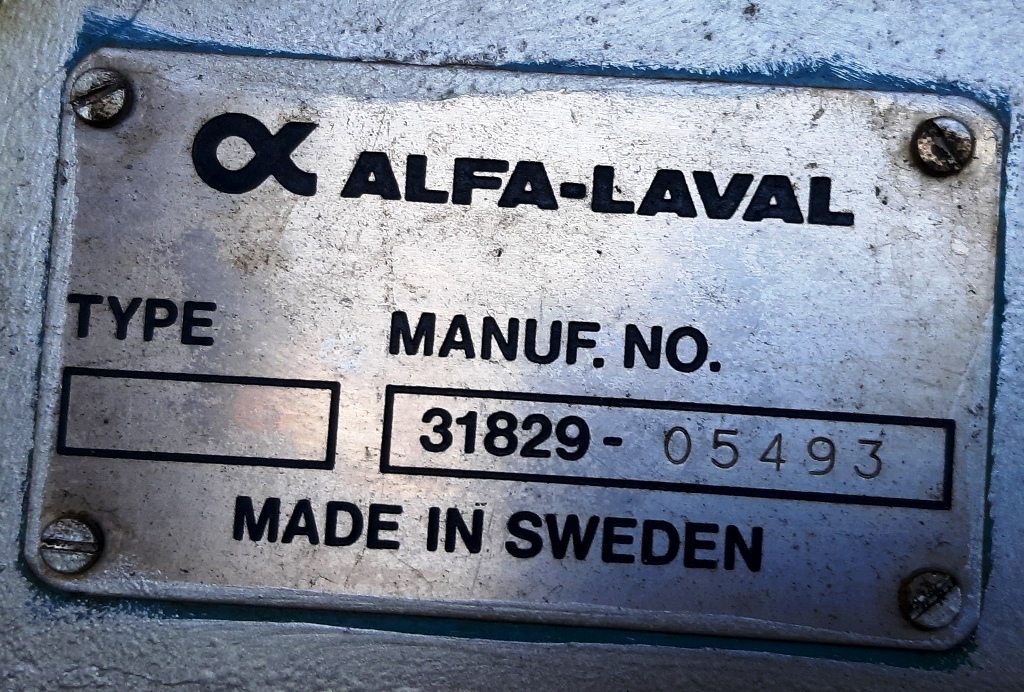 α ALFA-LAVAL
TYPE MANUF. NO.
31829- 05493
MADE IN SWEDEN